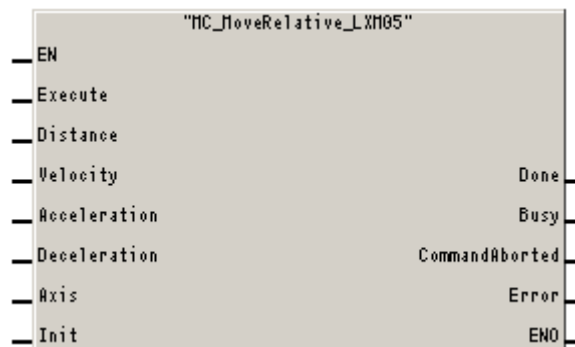 "MC_MoveRelative_LXM05"
EN
Execute
Distance
Velocity Done
Acceleration Busy
Deceleration CommandAborted
Axis Error
Init ENO